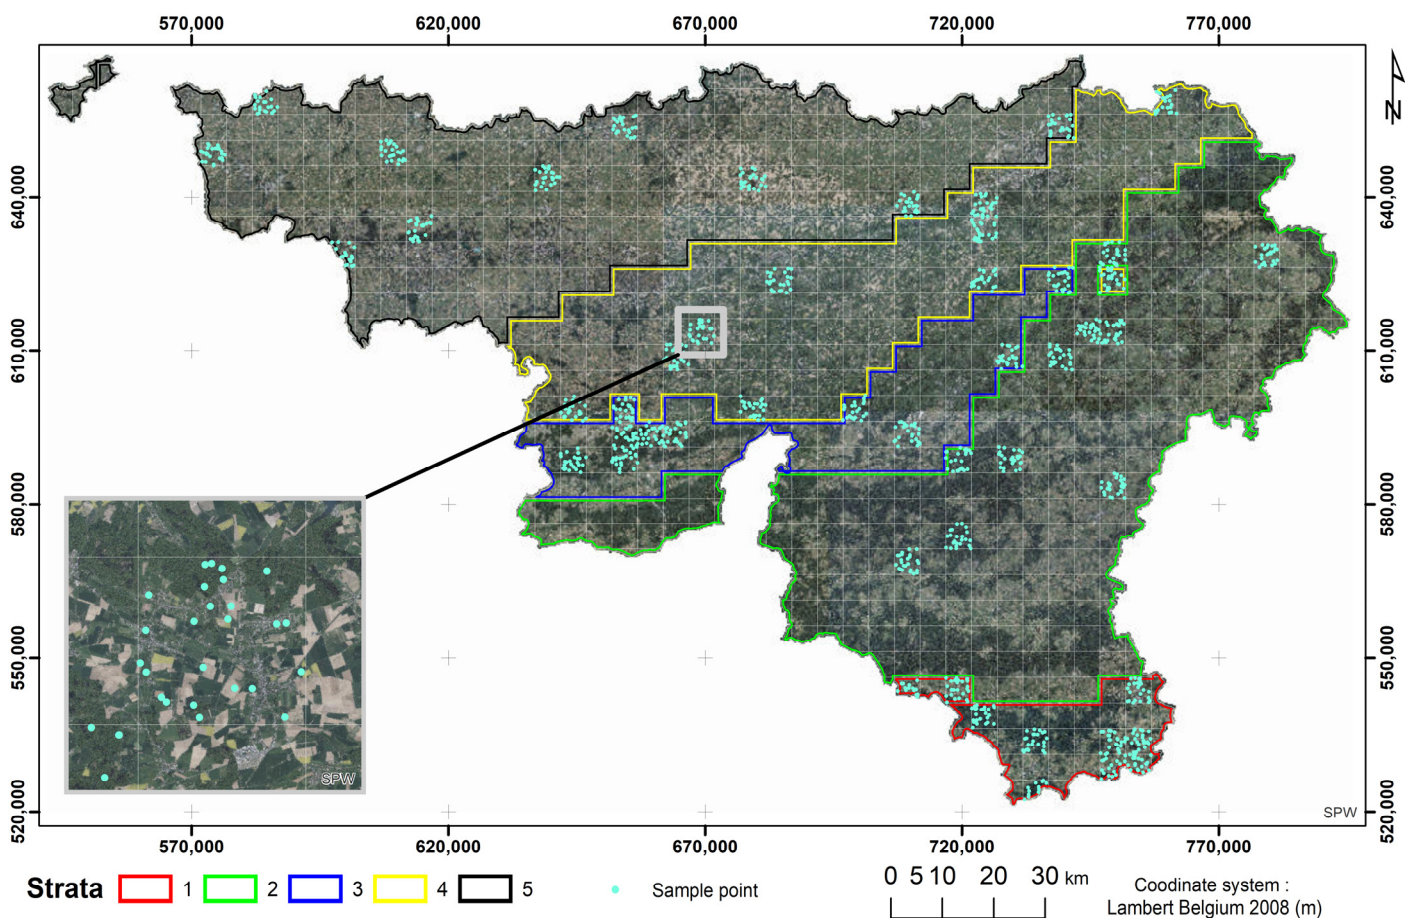 570,000 620,000 670,000 720,000 770,000
640,000 640,000
610,000 610,000
580,000 580,000
550,000 550,000
520,000 520,000
N
SPW
SPW
570,000 620,000 670,000 720,000 770,000
Strata 1 2 3 4 5 Sample point
0 5 10 20 30 km
Coodinate system :
Lambert Belgium 2008 (m)